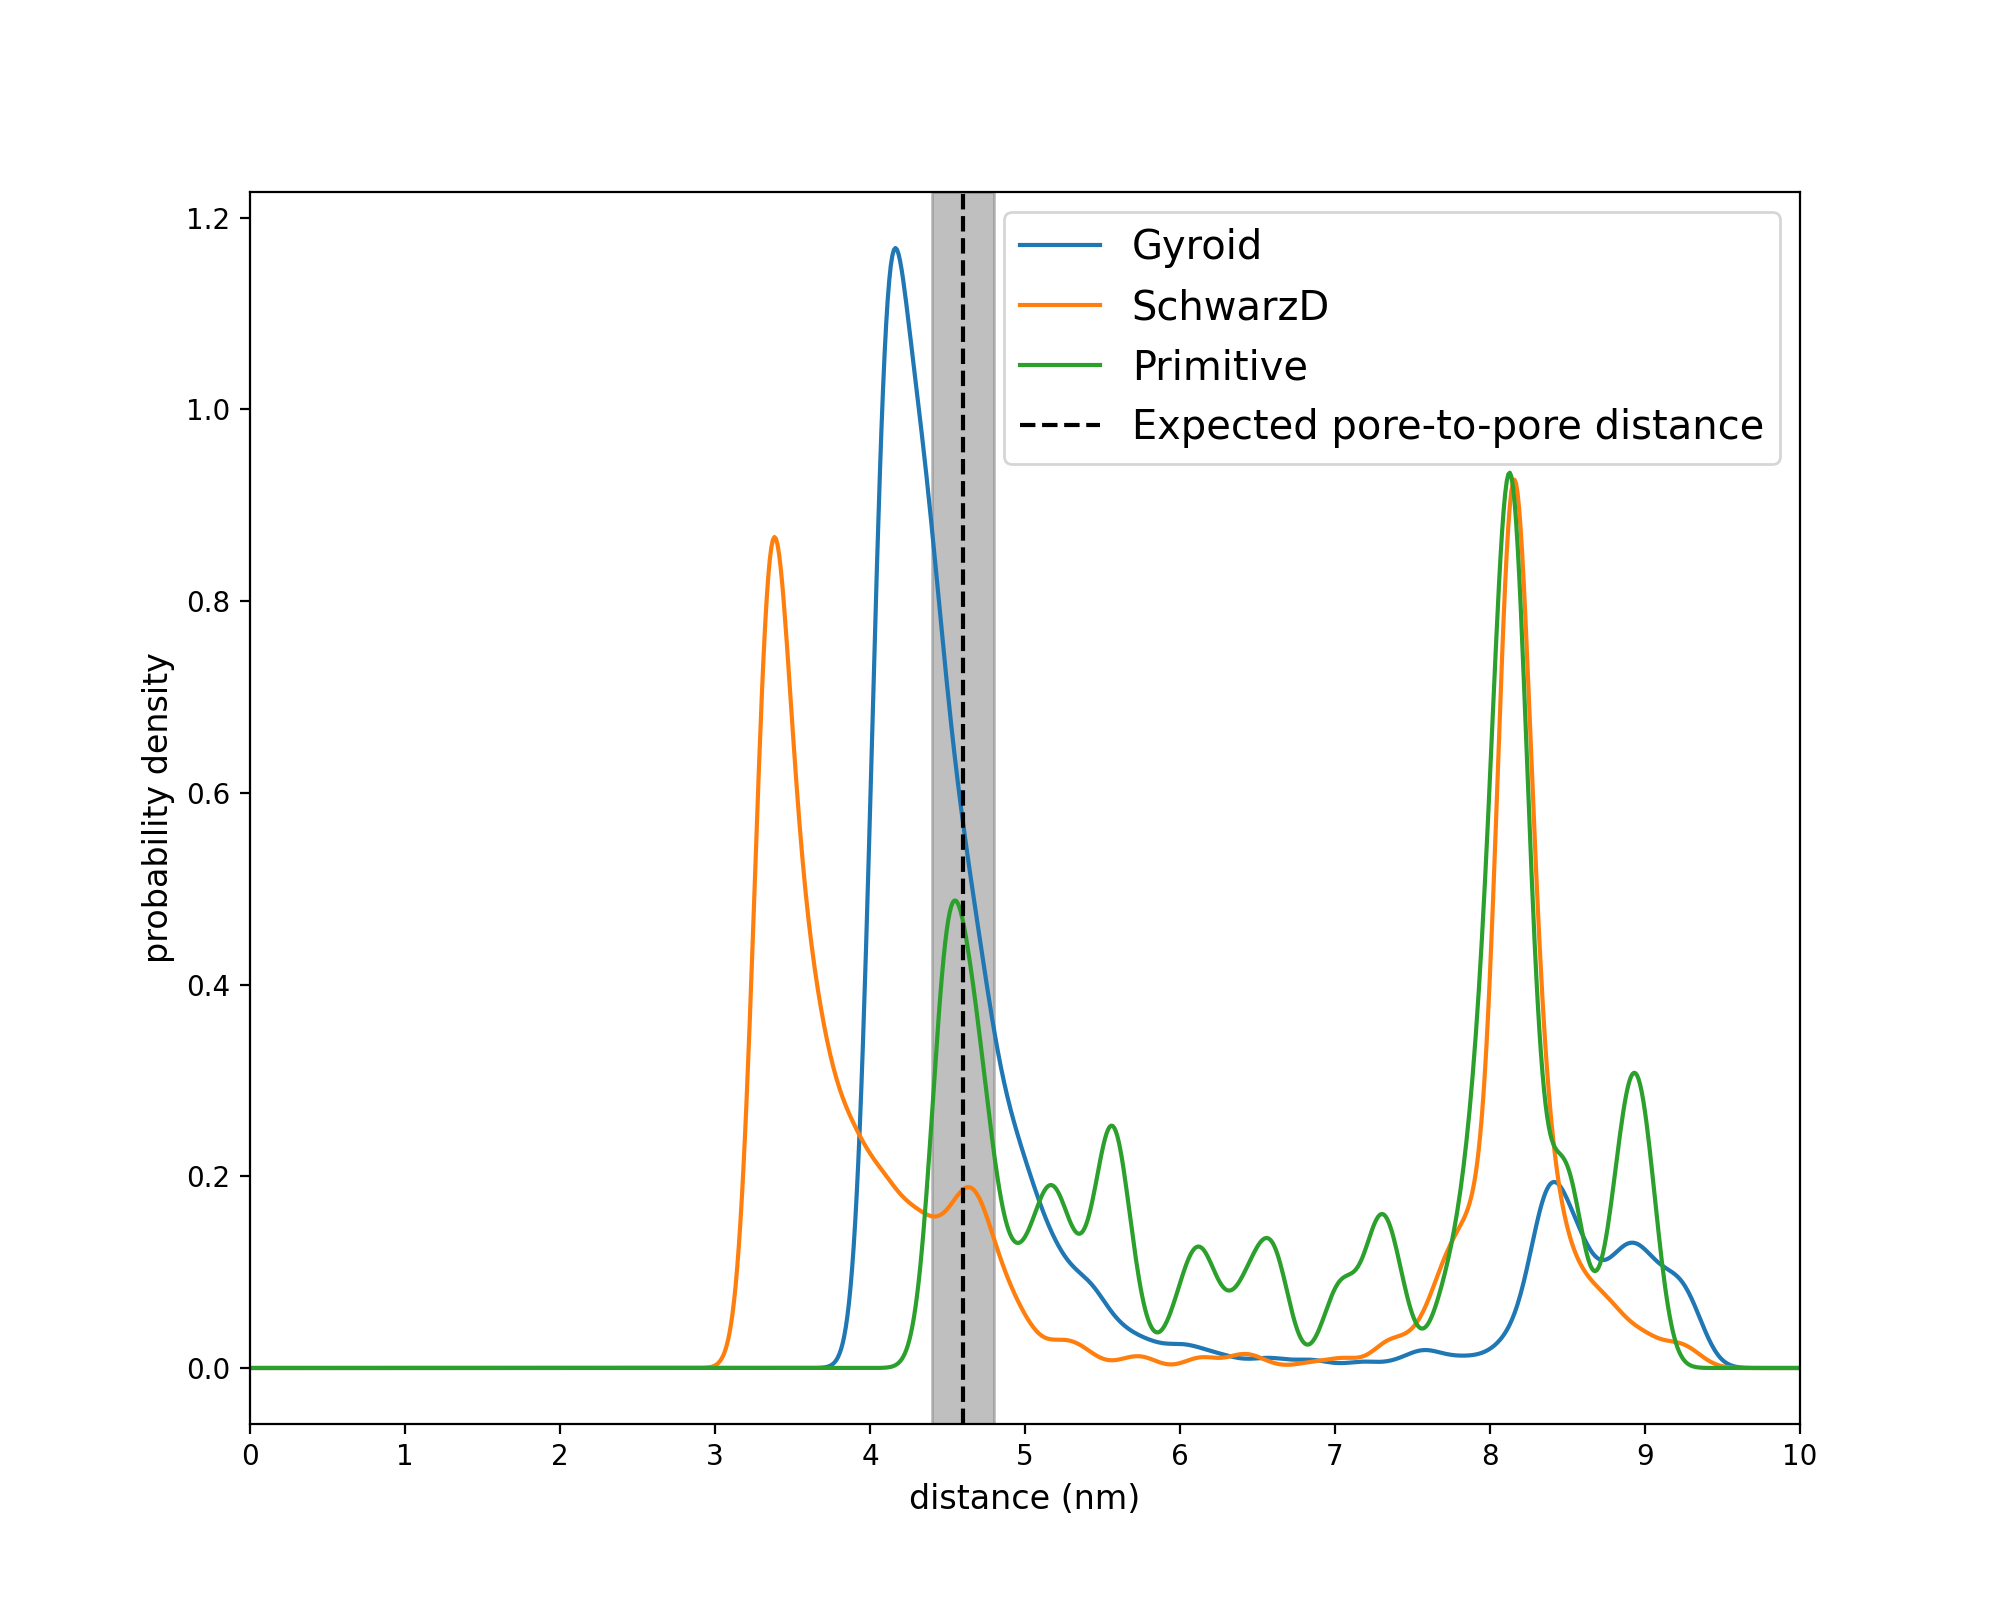 1.2
1.0
0.8
0.6
0.4
0.2
0.0
probability density
Gyroid
SchwarzD
Primitive
Expected pore-to-pore distance
0 1 2 3 4 5 6 7 8 9 10
distance (nm)